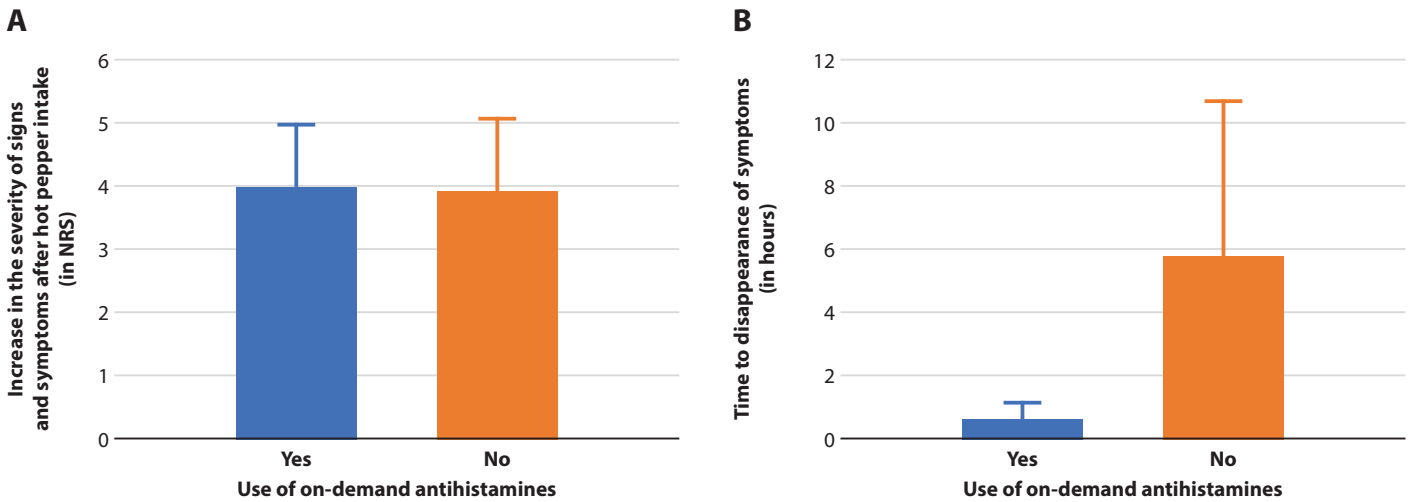 A
Increase in the severity of signs
and symptoms after hot pepper intake
(in NRS)
6
5
4
3
2
1
0
Yes
No
Use of on-demand antihistamines
B
Time to disappearance of symptoms
(in hours)
12
10
8
6
4
2
0
Yes
No
Use of on-demand antihistamines